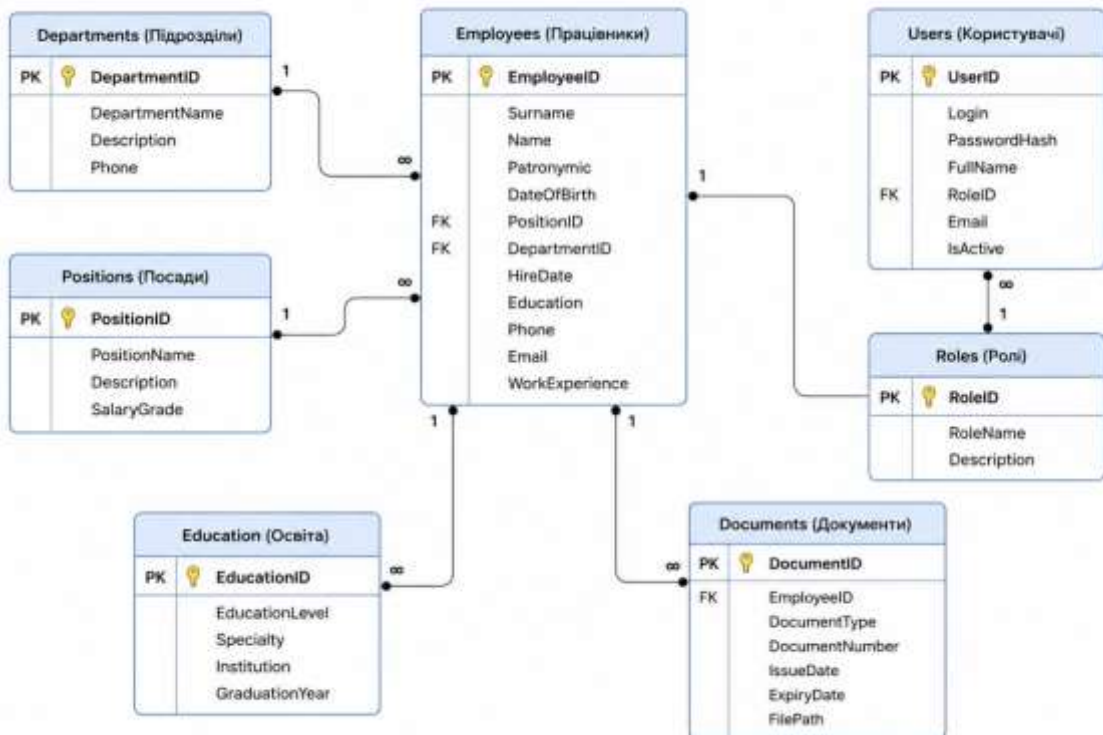 Departments (Підрозділи)
PK DepartmentID
DepartmentName
Description
Phone
1
∞
Employees (Працівники)
PK EmployeeID
Surname
Name
Patronymic
DateOfBirth
FK PositionID
FK DepartmentID
HireDate
Education
Phone
Email
WorkExperience
Users (Користувачі)
PK UserID
Login
PasswordHash
FullName
FK RoleID
Email
IsActive
∞
1
1
Positions (Посади)
PK PositionID
PositionName
Description
SalaryGrade
1
∞
Roles (Ролі)
PK RoleID
RoleName
Description
1
1
Education (Освіта)
PK EducationID
EducationLevel
Specialty
Institution
GraduationYear
∞
Documents (Документи)
∞
PK DocumentID
FK EmployeeID
DocumentType
DocumentNumber
IssueDate
ExpiryDate
FilePath